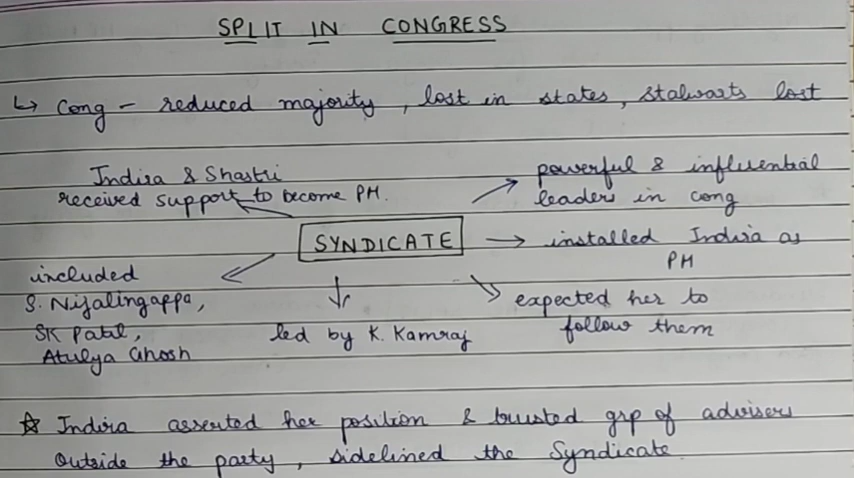 SPLIT IN CONGRESS
↳ Cong - reduced majority, lost in states, stalwarts lost
Indira & Shastri
received support to become PM.
powerful & influential
leaders in cong
SYNDICATE
→ installed Indira as
PM
included
S. Nijalingappa,
SK Patil,
Atulya Ghosh
led by K. Kamraj
expected her to
follow them
☆ Indira asserted her position & trusted grp of advisers
outside the party, sidelined the Syndicate.